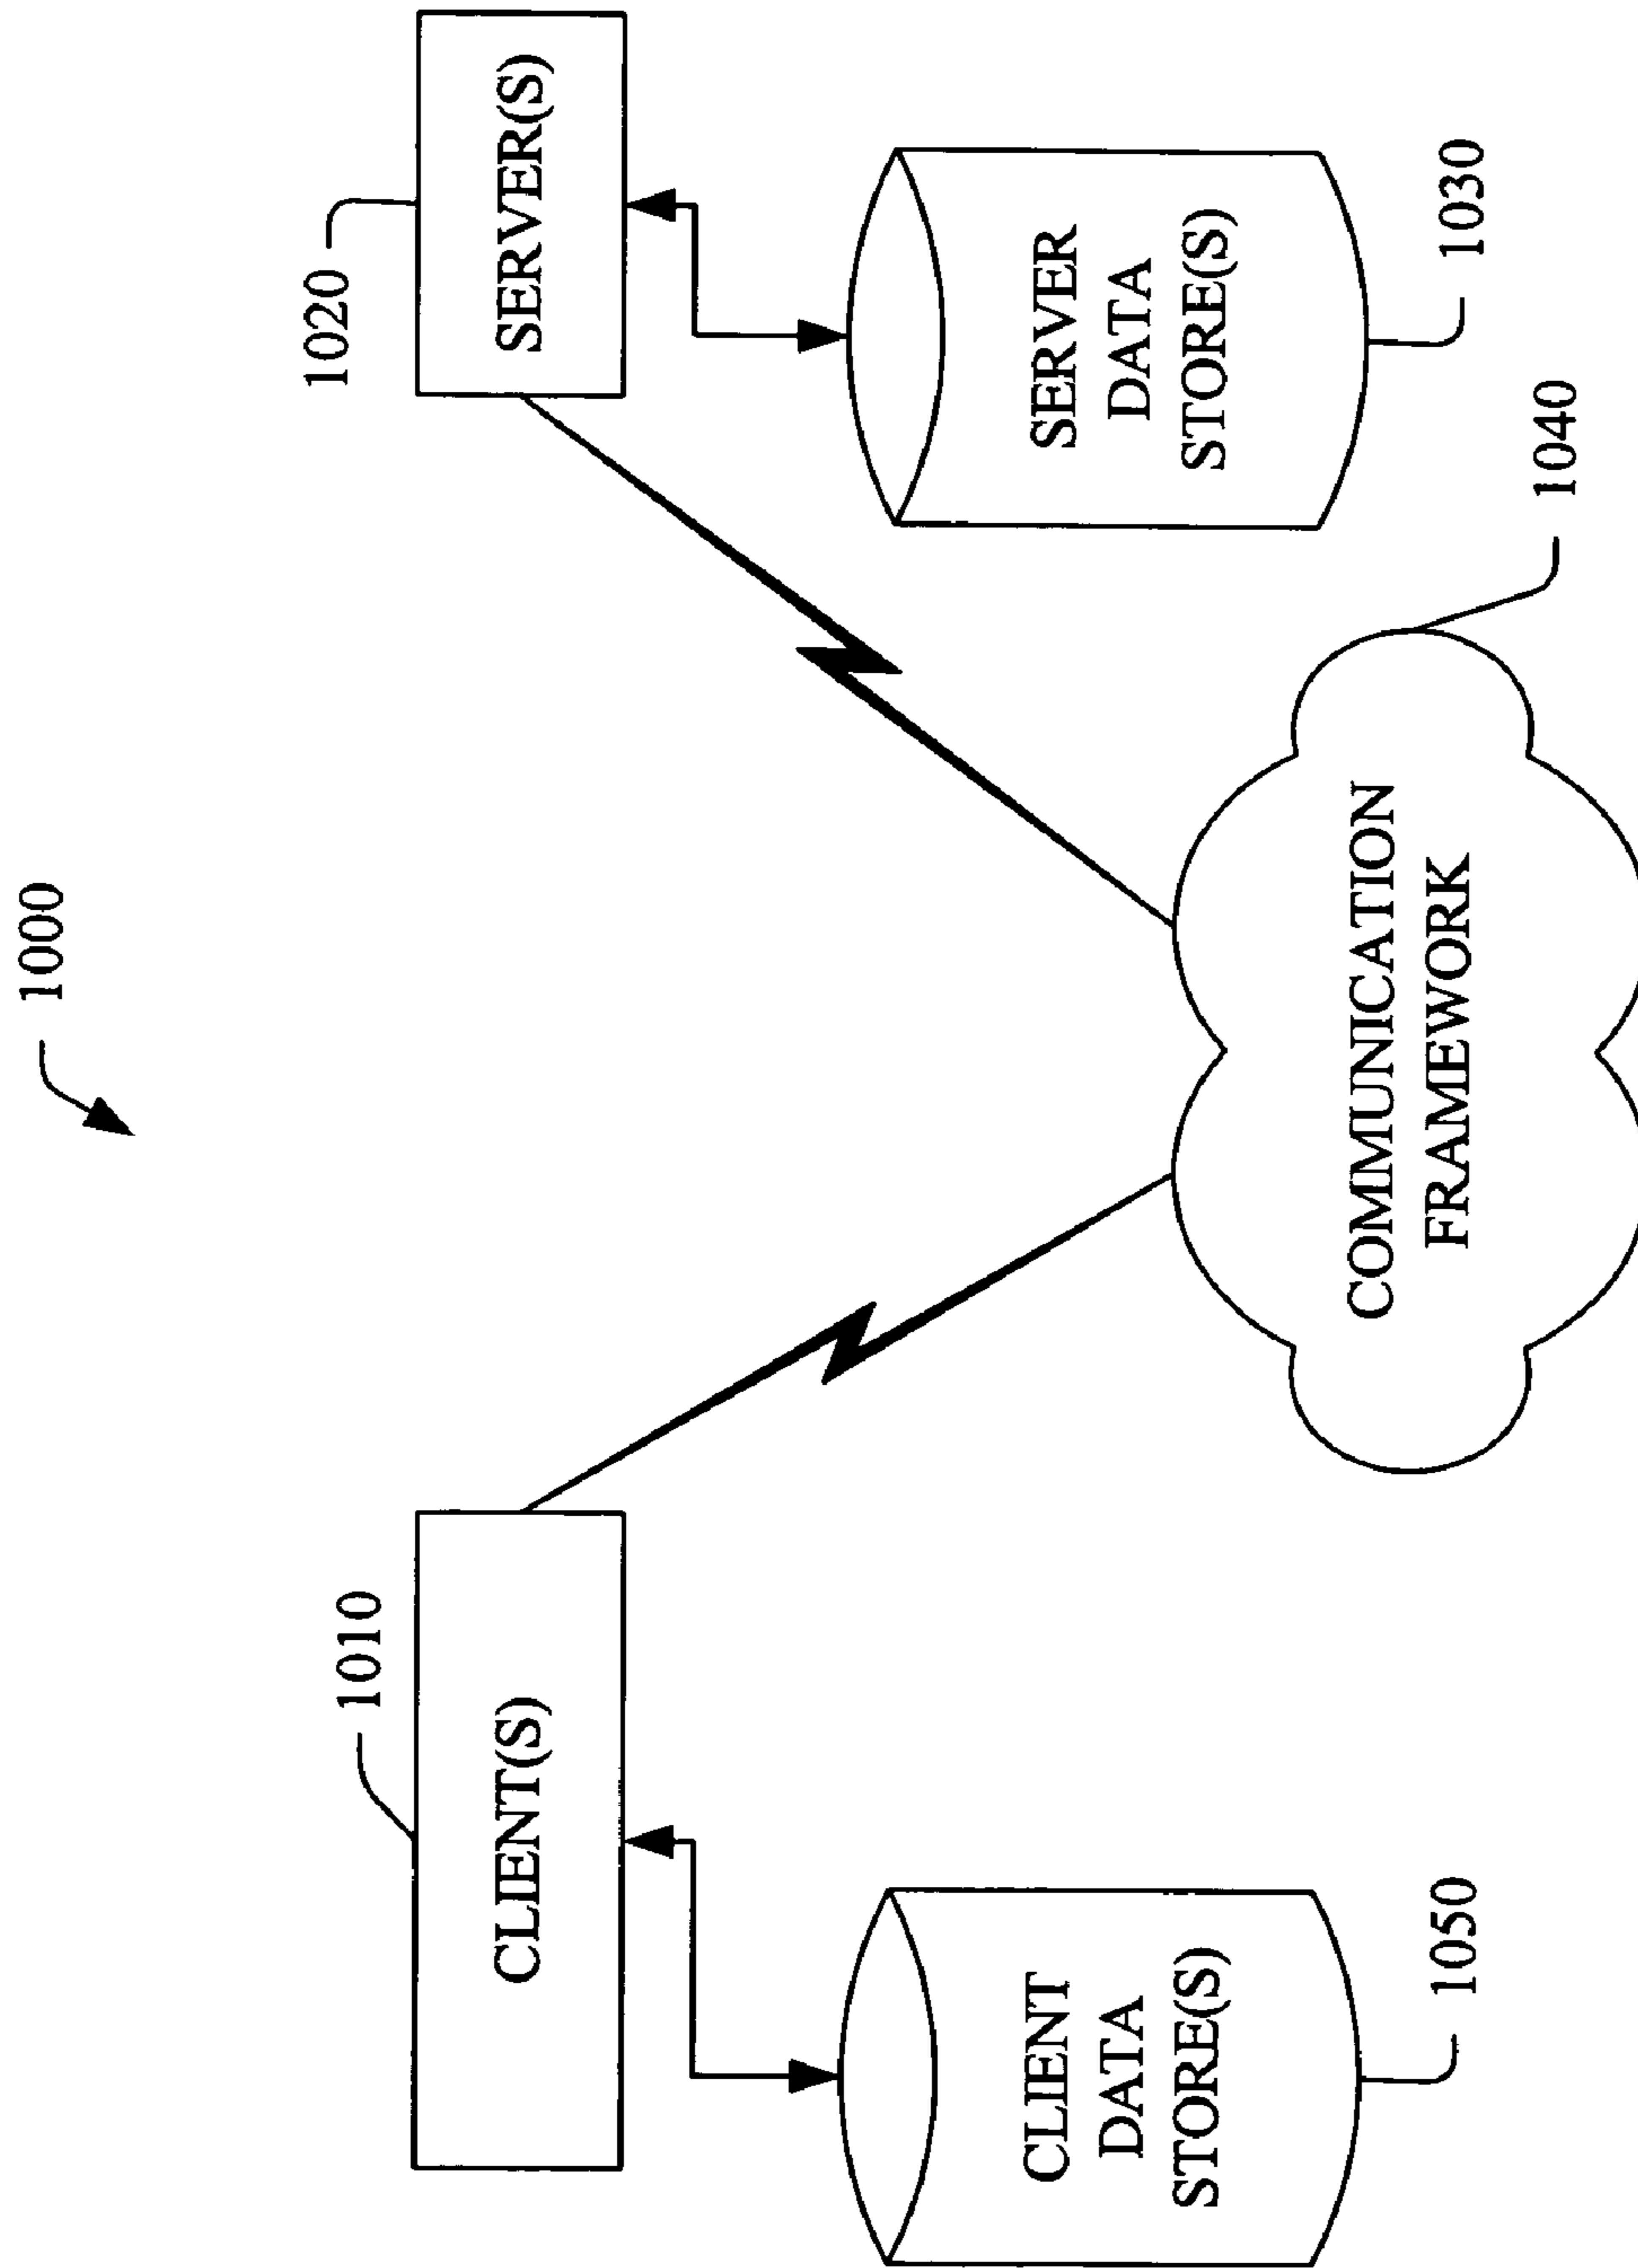 1000
1010
1020
CLIENT(S)
SERVER(S)
CLIENT
DATA
STORE(S)
SERVER
DATA
STORE(S)
1050
1030
COMMUNICATION
FRAMEWORK
1040